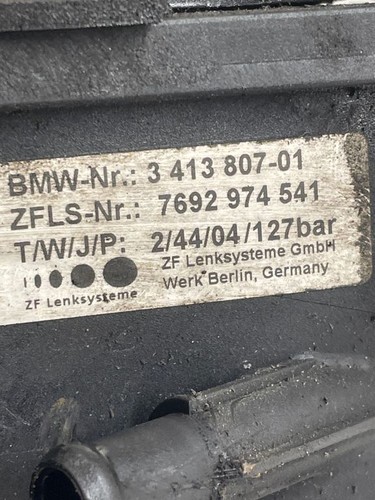 BMW-Nr.: 3 413 807-01
ZFLS-Nr.: 7692 974 541
T/W/J/P: 2/44/04/127bar
ZF Lenksysteme GmbH
Werk Berlin, Germany
ZF Lenksysteme